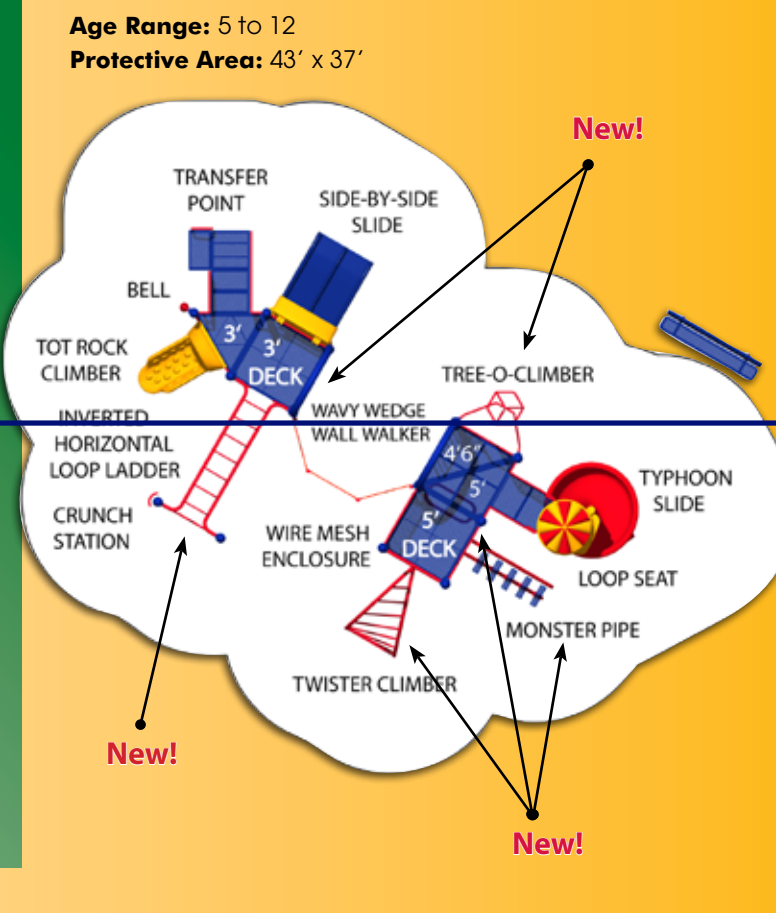 Age Range: 5 to 12
Protective Area: 43' x 37'
New!
TRANSFER
POINT
SIDE-BY-SIDE
SLIDE
BELL
3'
3'
DECK
TOT ROCK
CLIMBER
TREE-O-CLIMBER
INVERTED
HORIZONTAL
LOOP LADDER
WAVY WEDGE
WALL WALKER
4'6"
5'
5'
DECK
TYPHOON
SLIDE
CRUNCH
STATION
WIRE MESH
ENCLOSURE
LOOP SEAT
MONSTER PIPE
TWISTER CLIMBER
New!
New!